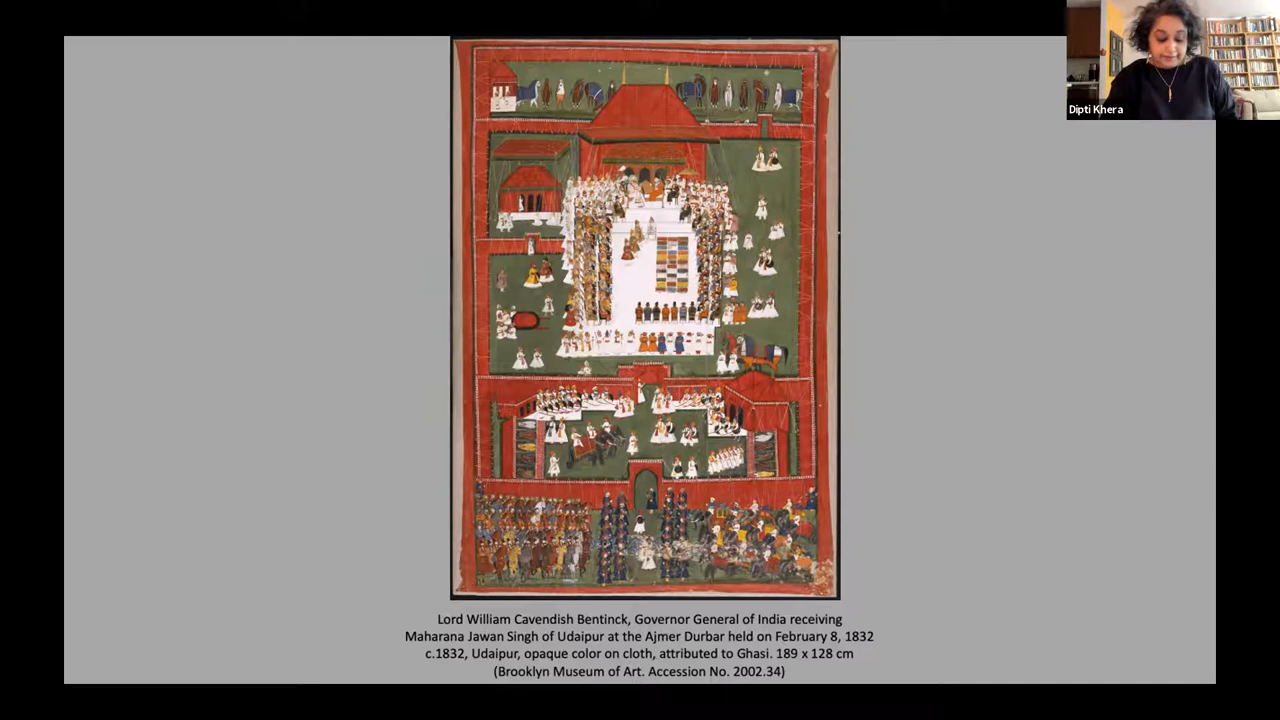 Dipti Khera
Lord William Cavendish Bentinck, Governor General of India receiving
Maharana Jawan Singh of Udaipur at the Ajmer Durbar held on February 8, 1832
c.1832, Udaipur, opaque color on cloth, attributed to Ghasi. 189 x 128 cm
(Brooklyn Museum of Art. Accession No. 2002.34)